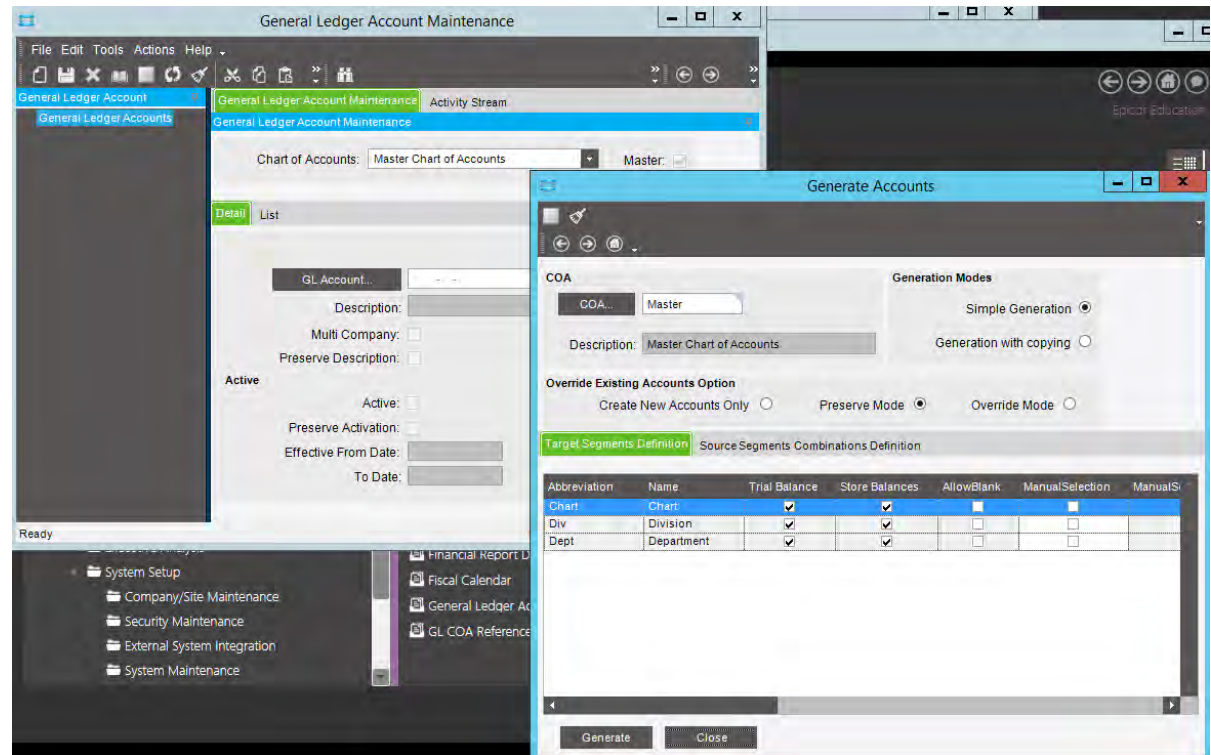 General Ledger Account Maintenance
File Edit Tools Actions Help
General Ledger Account
General Ledger Accounts
General Ledger Account Maintenance Activity Stream
General Ledger Account Maintenance
Chart of Accounts: Master Chart of Accounts Master:
Detail List
GL Account...
Description:
Multi Company:
Preserve Description:
Active
Active:
Preserve Activation:
Effective From Date:
To Date:
Ready
Epicor Education
Generate Accounts
COA
COA... Master
Description: Master Chart of Accounts
Generation Modes
Simple Generation
Generation with copying
Override Existing Accounts Option
Create New Accounts Only Preserve Mode Override Mode
Target Segments Definition Source Segments Combinations Definition
Abbreviation Name Trial Balance Store Balances AllowBlank ManualSelection ManualS
Chart Chart
Div Division
Dept Department
Generate Close
System Setup
Company/Site Maintenance
Security Maintenance
External System Integration
System Maintenance
Financial Report D
Fiscal Calendar
General Ledger Ac
GL COA Reference